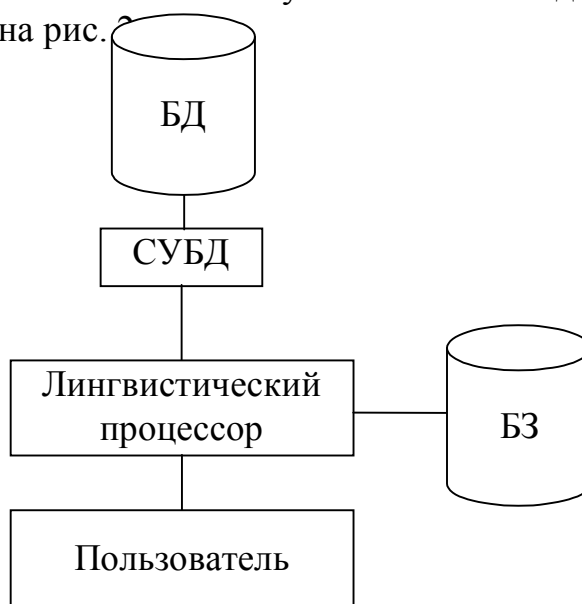 на рис.
БД
СУБД
Лингвистический
процессор
БЗ
Пользователь